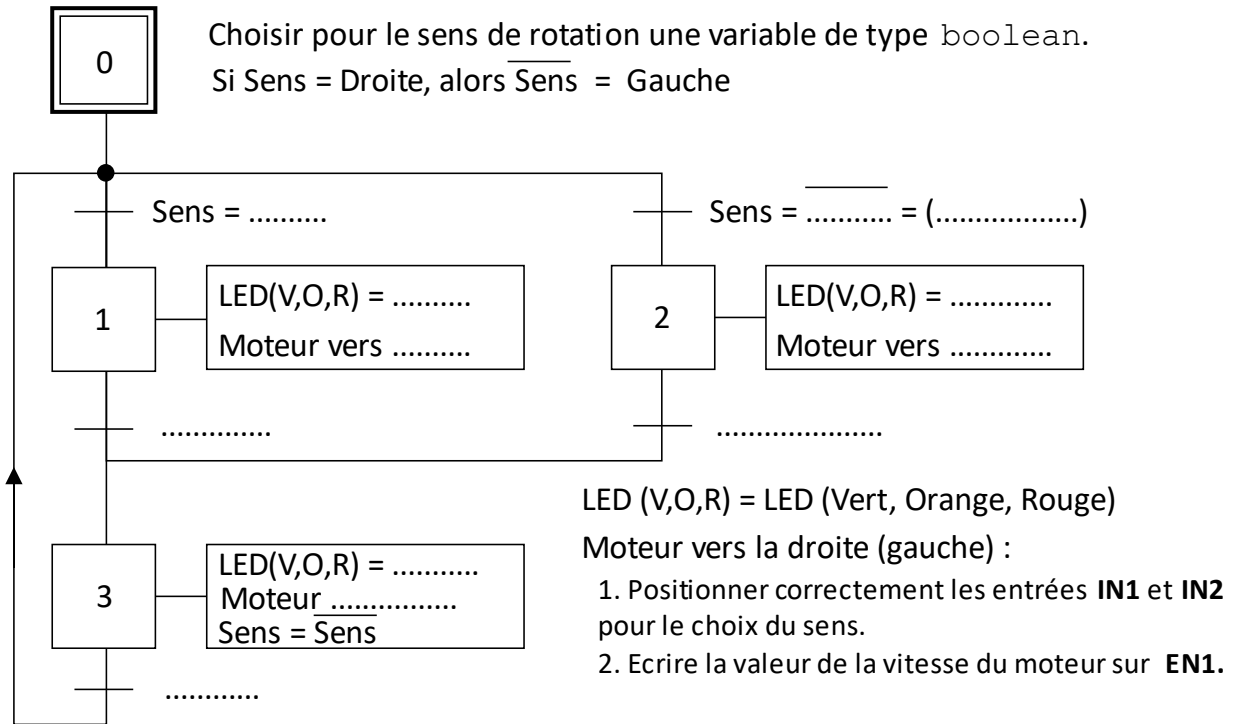 0
Choisir pour le sens de rotation une variable de type boolean.
Si Sens = Droite, alors Sens = Gauche
Sens = ..........
Sens = ........... = (.................)
1
LED(V,O,R) = ..........
Moteur vers ..........
2
LED(V,O,R) = .............
Moteur vers .............
..............
.....................
LED (V,O,R) = LED (Vert, Orange, Rouge)
Moteur vers la droite (gauche) :
1. Positionner correctement les entrées IN1 et IN2
pour le choix du sens.
2. Ecrire la valeur de la vitesse du moteur sur EN1.
3
LED(V,O,R) = ...........
Moteur ................
Sens = Sens
............